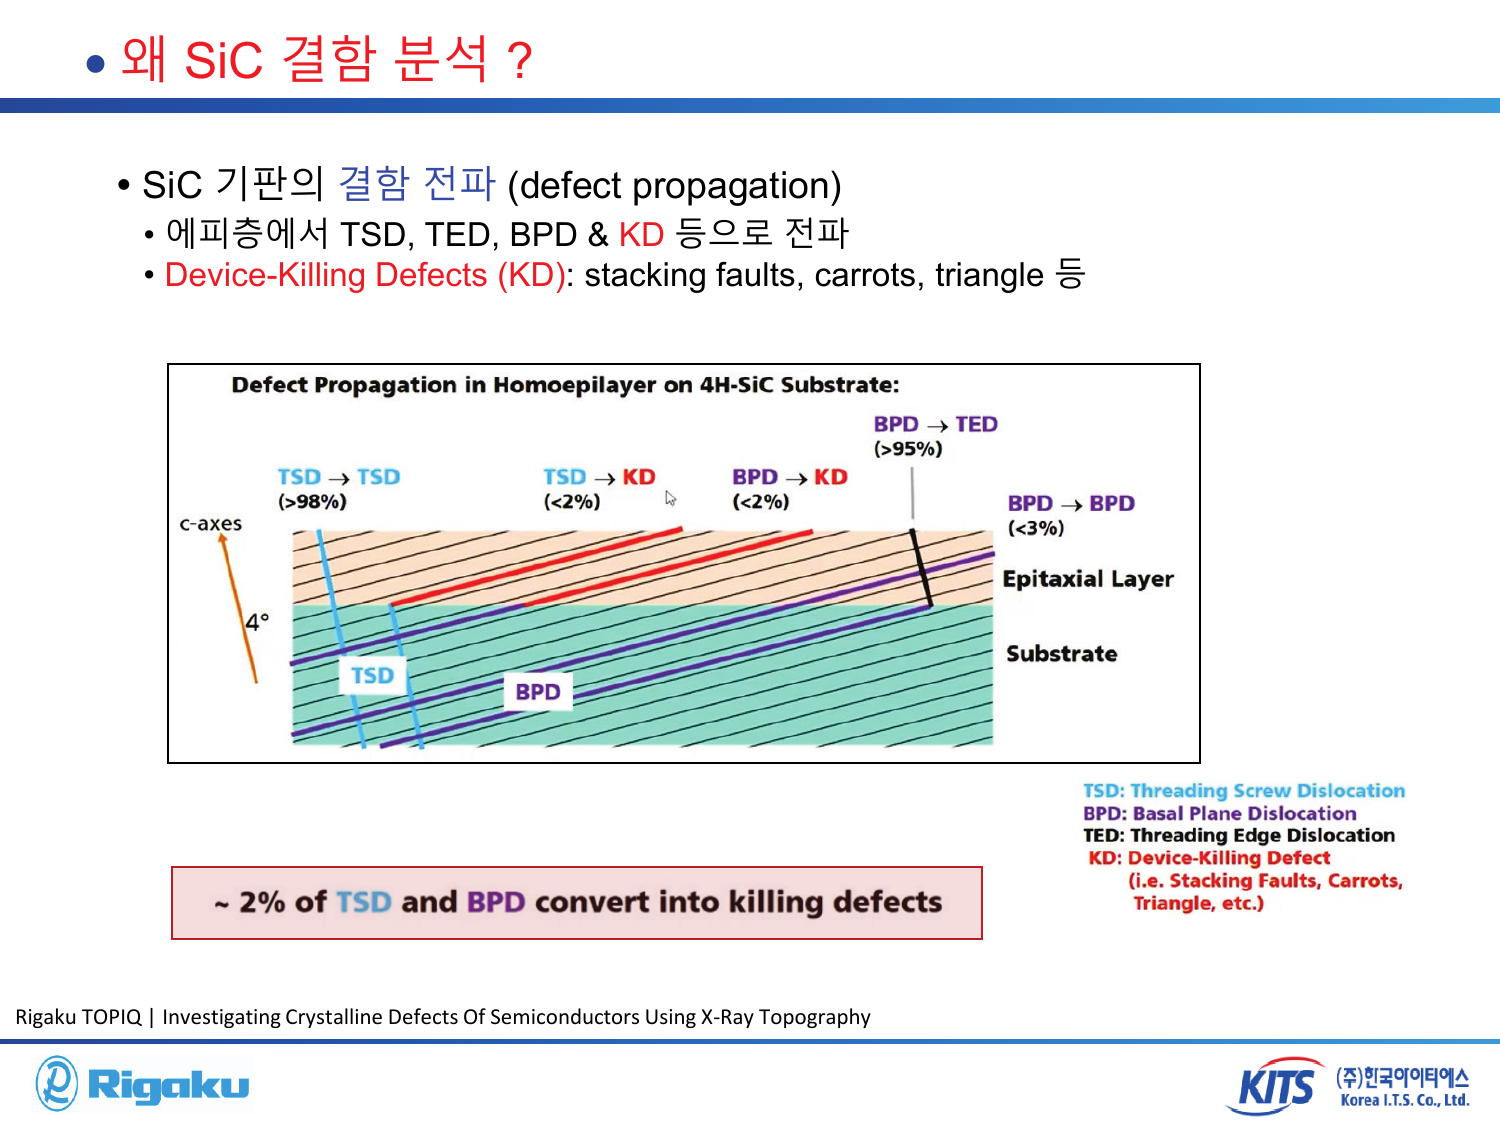 • 왜 SiC 결함 분석 ?
• SiC 기판의 결함 전파 (defect propagation)
• 에피층에서 TSD, TED, BPD & KD 등으로 전파
• Device-Killing Defects (KD): stacking faults, carrots, triangle 등
Defect Propagation in Homoepilayer on 4H-SiC Substrate:
BPD → TED
(>95%)
TSD → TSD
(>98%)
TSD → KD
(<2%)
BPD → KD
(<2%)
BPD → BPD
(<3%)
c-axes
4°
Epitaxial Layer
Substrate
TSD
BPD
TSD: Threading Screw Dislocation
BPD: Basal Plane Dislocation
TED: Threading Edge Dislocation
KD: Device-Killing Defect
(i.e. Stacking Faults, Carrots,
Triangle, etc.)
~ 2% of TSD and BPD convert into killing defects
Rigaku TOPIQ | Investigating Crystalline Defects Of Semiconductors Using X-Ray Topography
Rigaku
KITS
(주)한국아이티에스
Korea I.T.S. Co., Ltd.